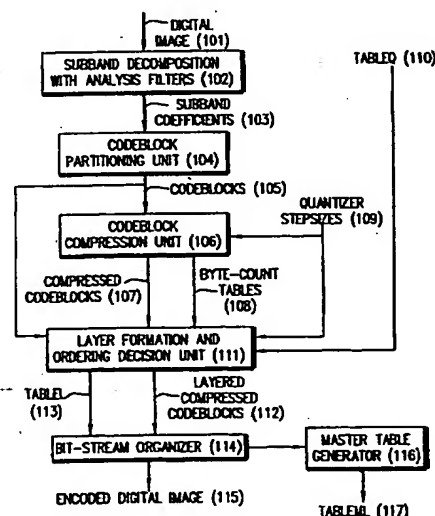 DIGITAL
IMAGE (101)
SUBBAND DECOMPOSITION
WITH ANALYSIS FILTERS (102)
TABLEQ (110)
SUBBAND
COEFFICIENTS (103)
CODEBLOCK
PARTITIONING UNIT (104)
CODEBLOCKS (105)
QUANTIZER
STEPSIZES (109)
CODEBLOCK
COMPRESSION UNIT (106)
COMPRESSED
CODEBLOCKS (107)
BYTE-COUNT
TABLES
(108)
LAYER FORMATION AND
ORDERING DECISION UNIT (111)
TABLEL
(113)
LAYERED
COMPRESSED
CODEBLOCKS (112)
BIT-STREAM ORGANIZER (114)
MASTER TABLE
GENERATOR (116)
ENCODED DIGITAL IMAGE (115)
TABLEML (117)